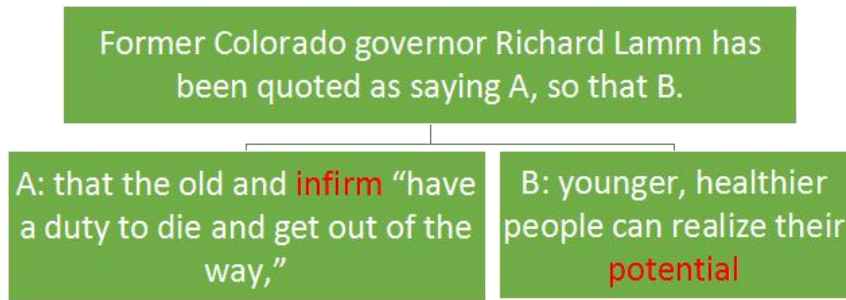 Former Colorado governor Richard Lamm has
been quoted as saying A, so that B.
A: that the old and infirm “have
a duty to die and get out of the
way,”
B: younger, healthier
people can realize their
potential